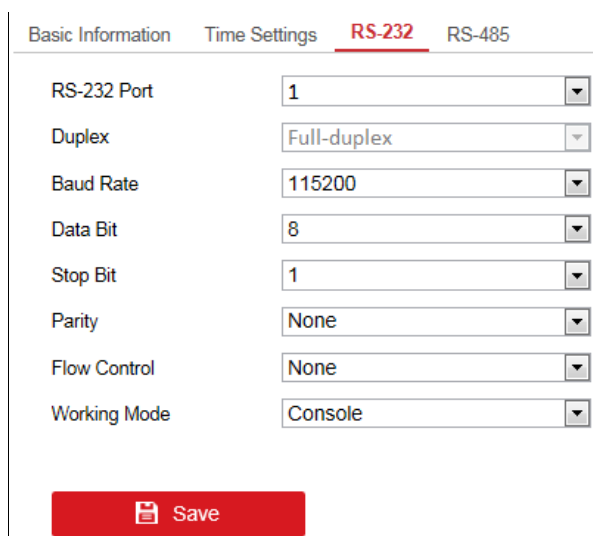 Basic Information Time Settings RS-232 RS-485
RS-232 Port 1
Duplex Full-duplex
Baud Rate 115200
Data Bit 8
Stop Bit 1
Parity None
Flow Control None
Working Mode Console
Save